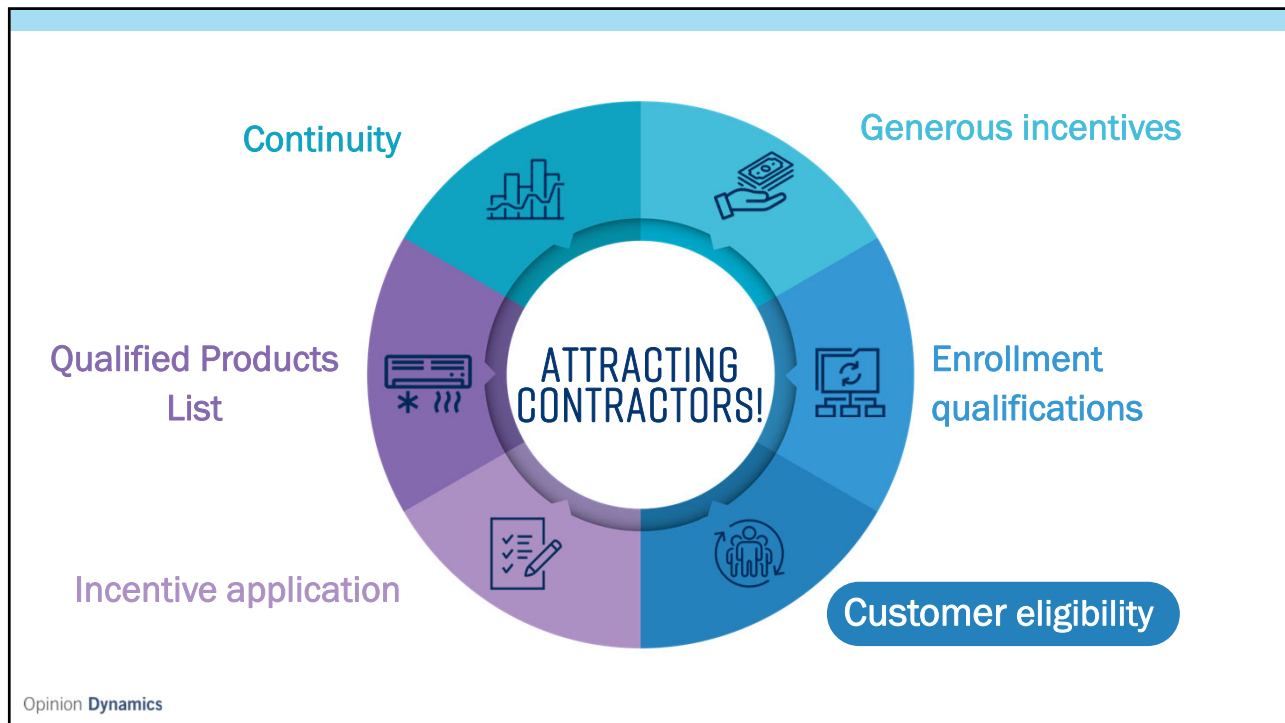 Continuity
Generous incentives
Qualified Products
List
ATTRACTING
CONTRACTORS!
Enrollment
qualifications
Incentive application
Customer eligibility
Opinion Dynamics